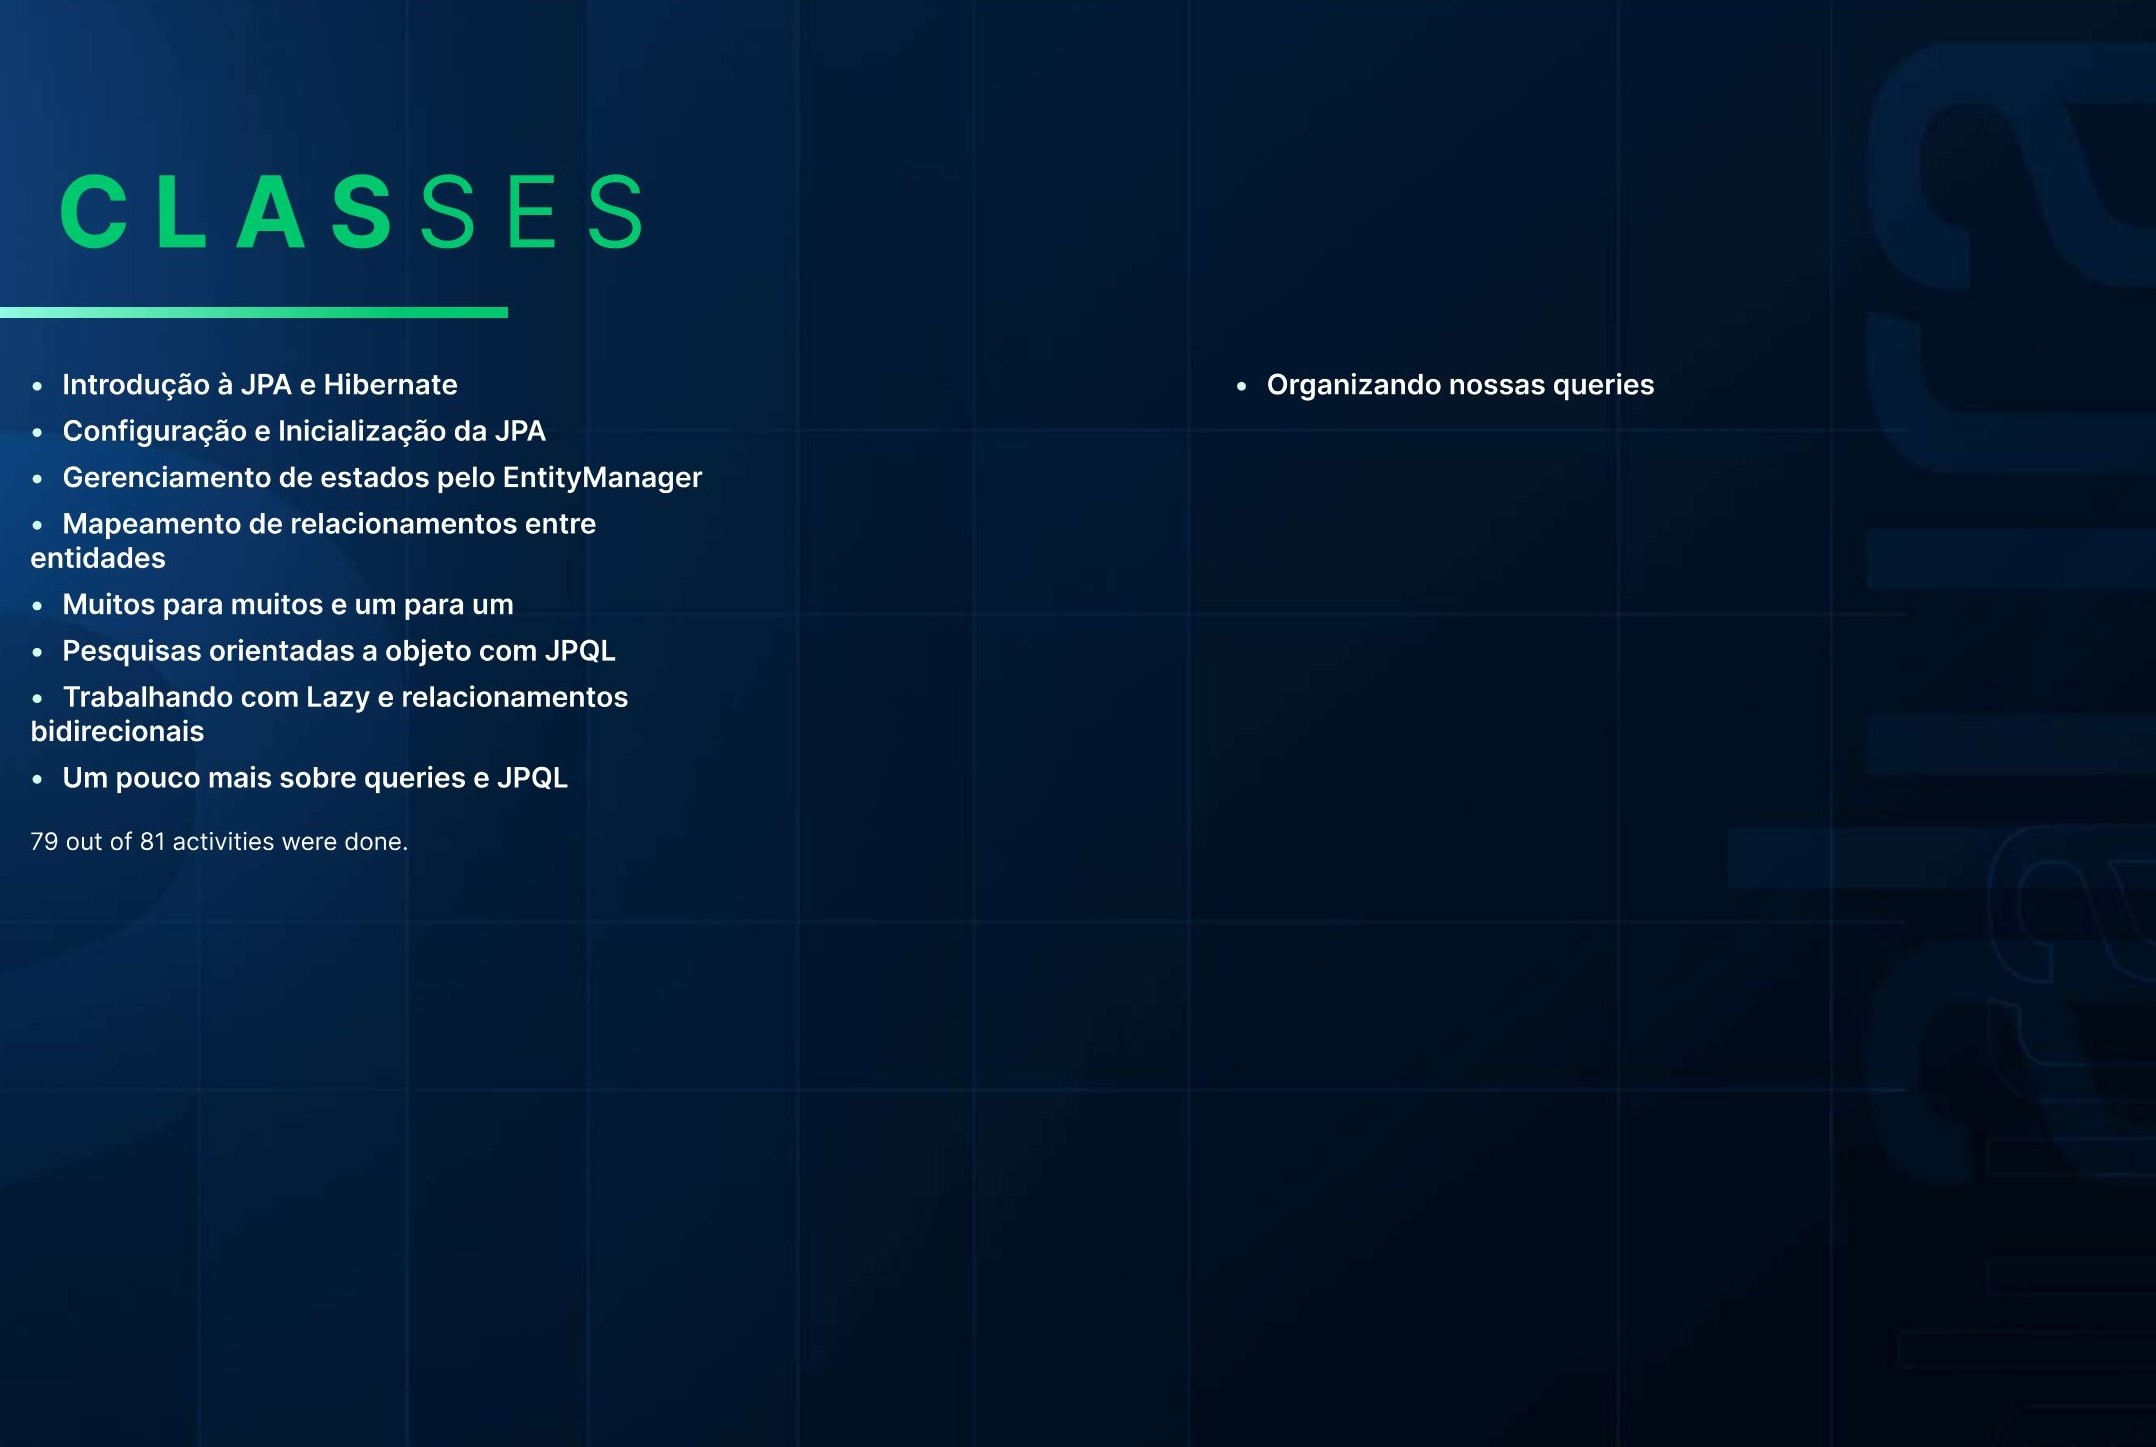 CLASSES
• Introdução à JPA e Hibernate
• Configuração e Inicialização da JPA
• Gerenciamento de estados pelo EntityManager
• Mapeamento de relacionamentos entre
entidades
• Muitos para muitos e um para um
• Pesquisas orientadas a objeto com JPQL
• Trabalhando com Lazy e relacionamentos
bidirecionais
• Um pouco mais sobre queries e JPQL
79 out of 81 activities were done.
• Organizando nossas queries